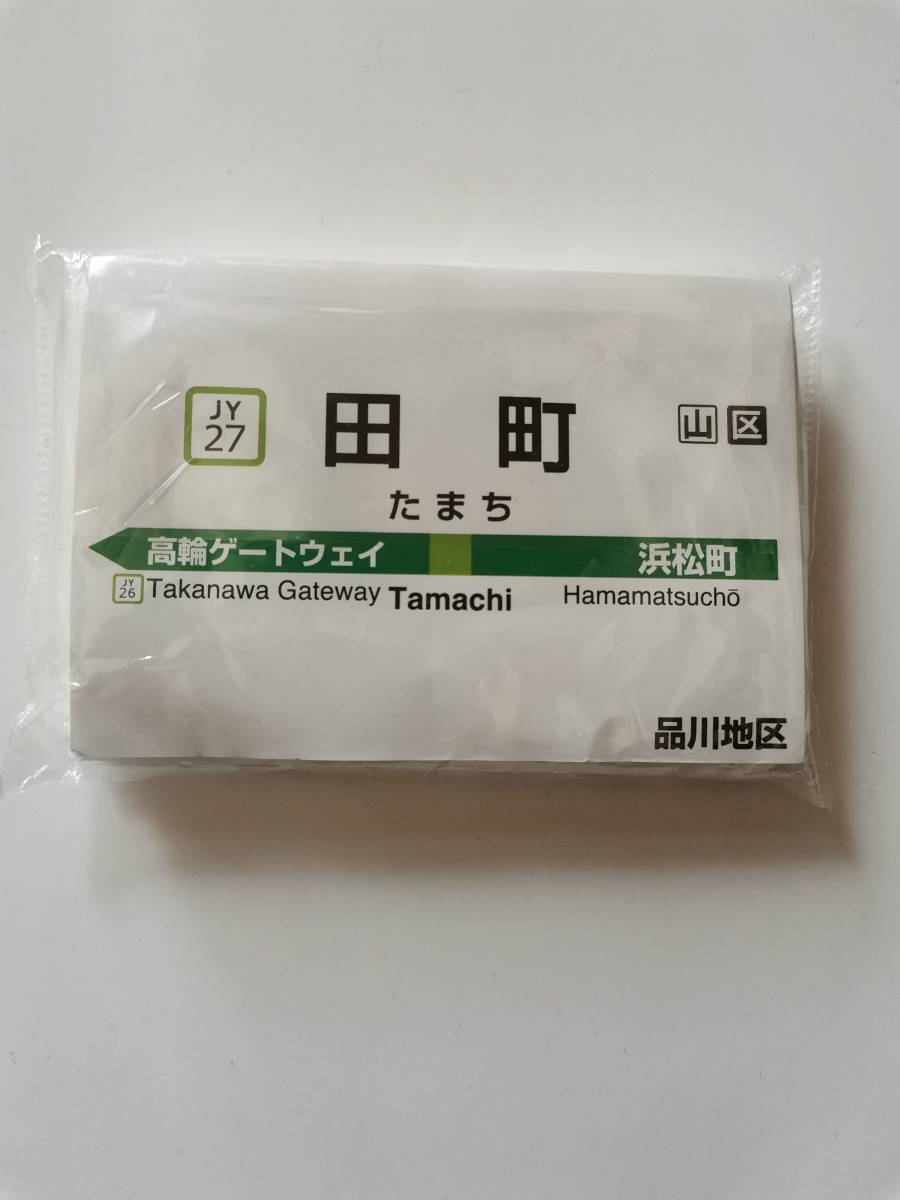 JY
27
田町
山 区
たまち
高輪ゲートウェイ 浜松町
JY
26
Takanawa Gateway Tamachi Hamamatsuchō
品川地区